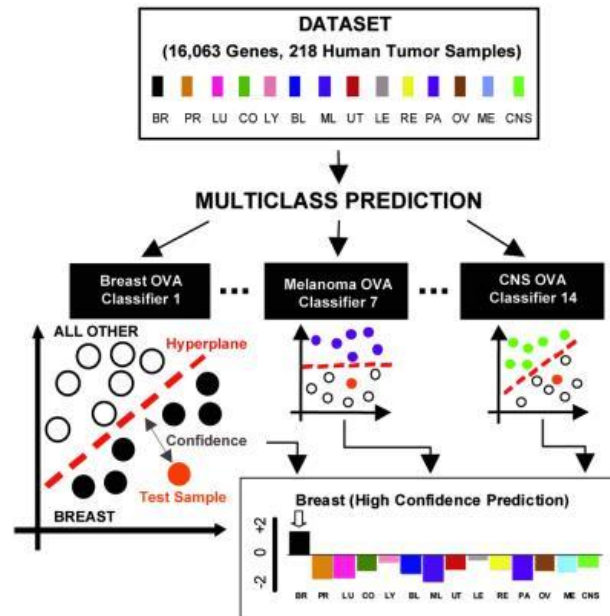 DATASET
(16,063 Genes, 218 Human Tumor Samples)
BR PR LU CO LY BL ML UT LE RE PA OV ME CNS
MULTICLASS PREDICTION
Breast OVA
Classifier 1
...
Melanoma OVA
Classifier 7
...
CNS OVA
Classifier 14
ALL OTHER
Hyperplane
Confidence
Test Sample
BREAST
Breast (High Confidence Prediction)
+2
0
-2
BR PR LU CO LY BL ML UT LE RE PA OV ME CNS